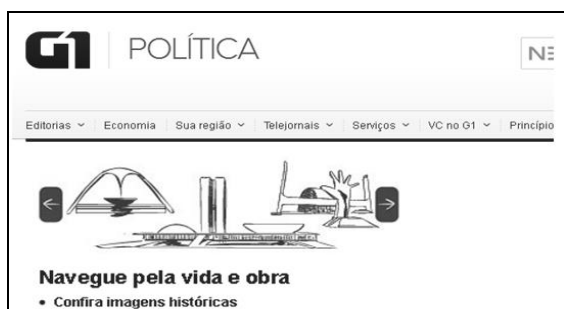 G1 POLÍTICA
Editorias Economia Sua região Telejornais Serviços VC no G1 Princípio
Navegue pela vida e obra
• Confira imagens históricas